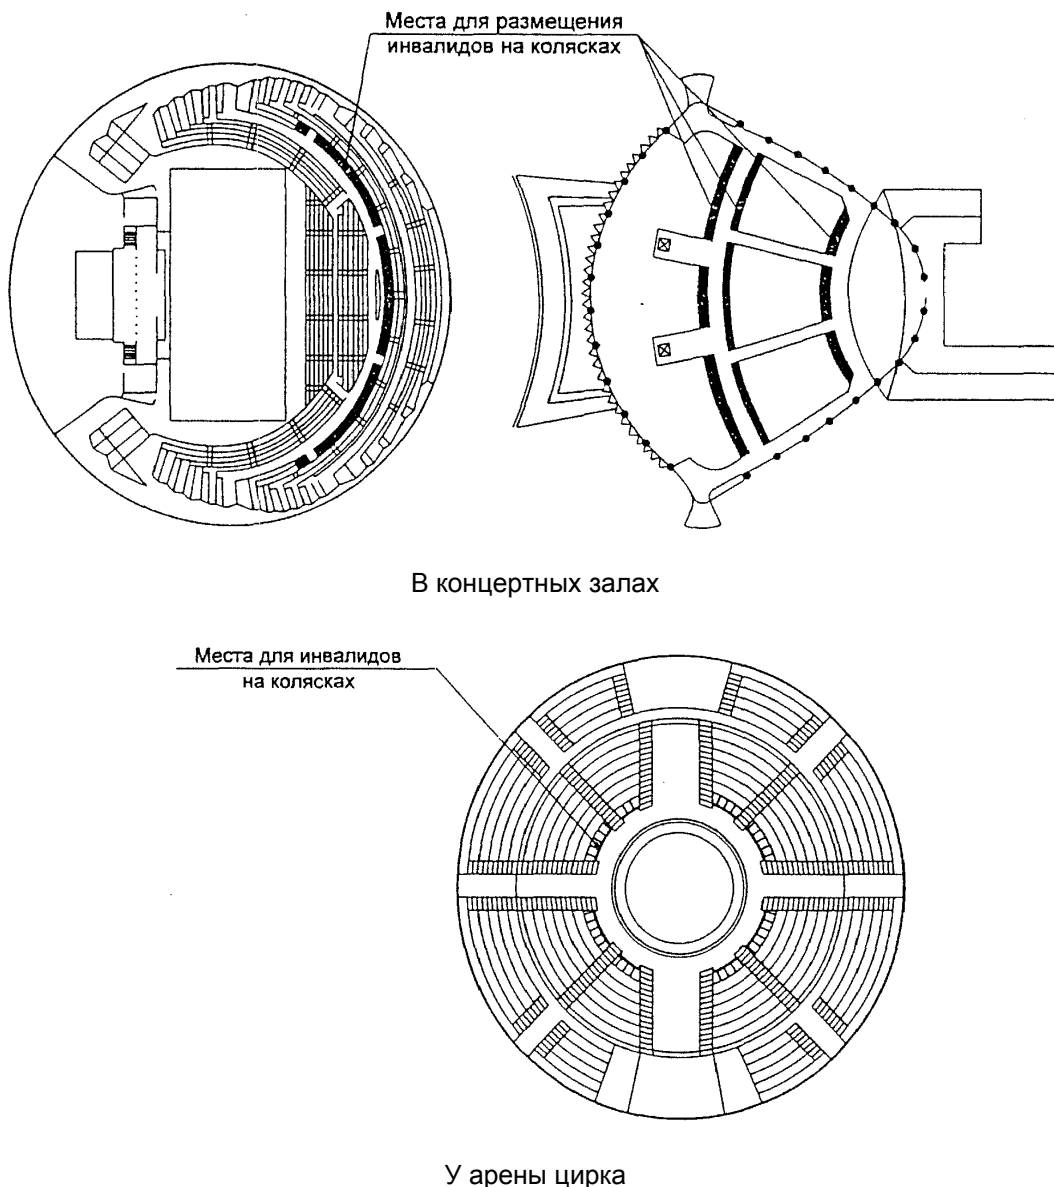 Места для размещения
инвалидов на колясках
В концертных залах
Места для инвалидов
на колясках
У арены цирка